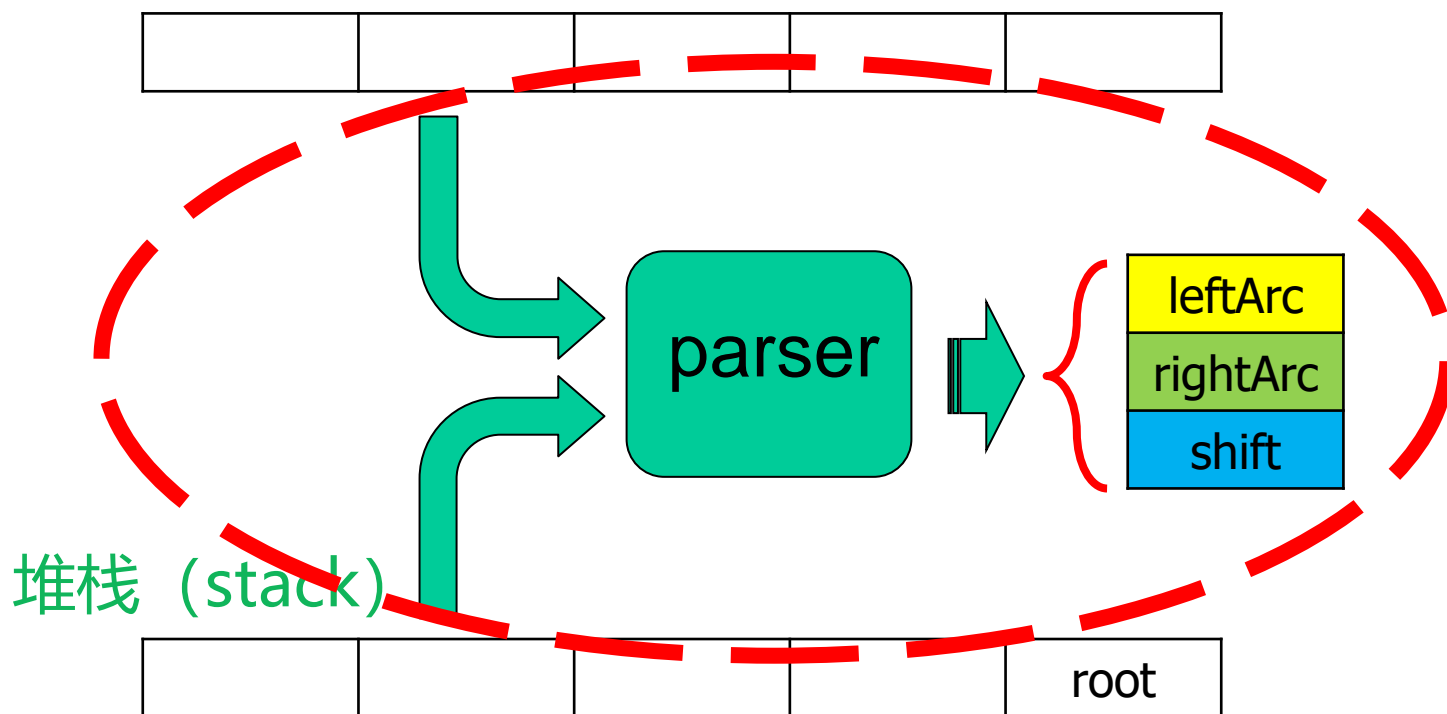 leftArc
parser
rightArc
shift
堆栈（stack）
root